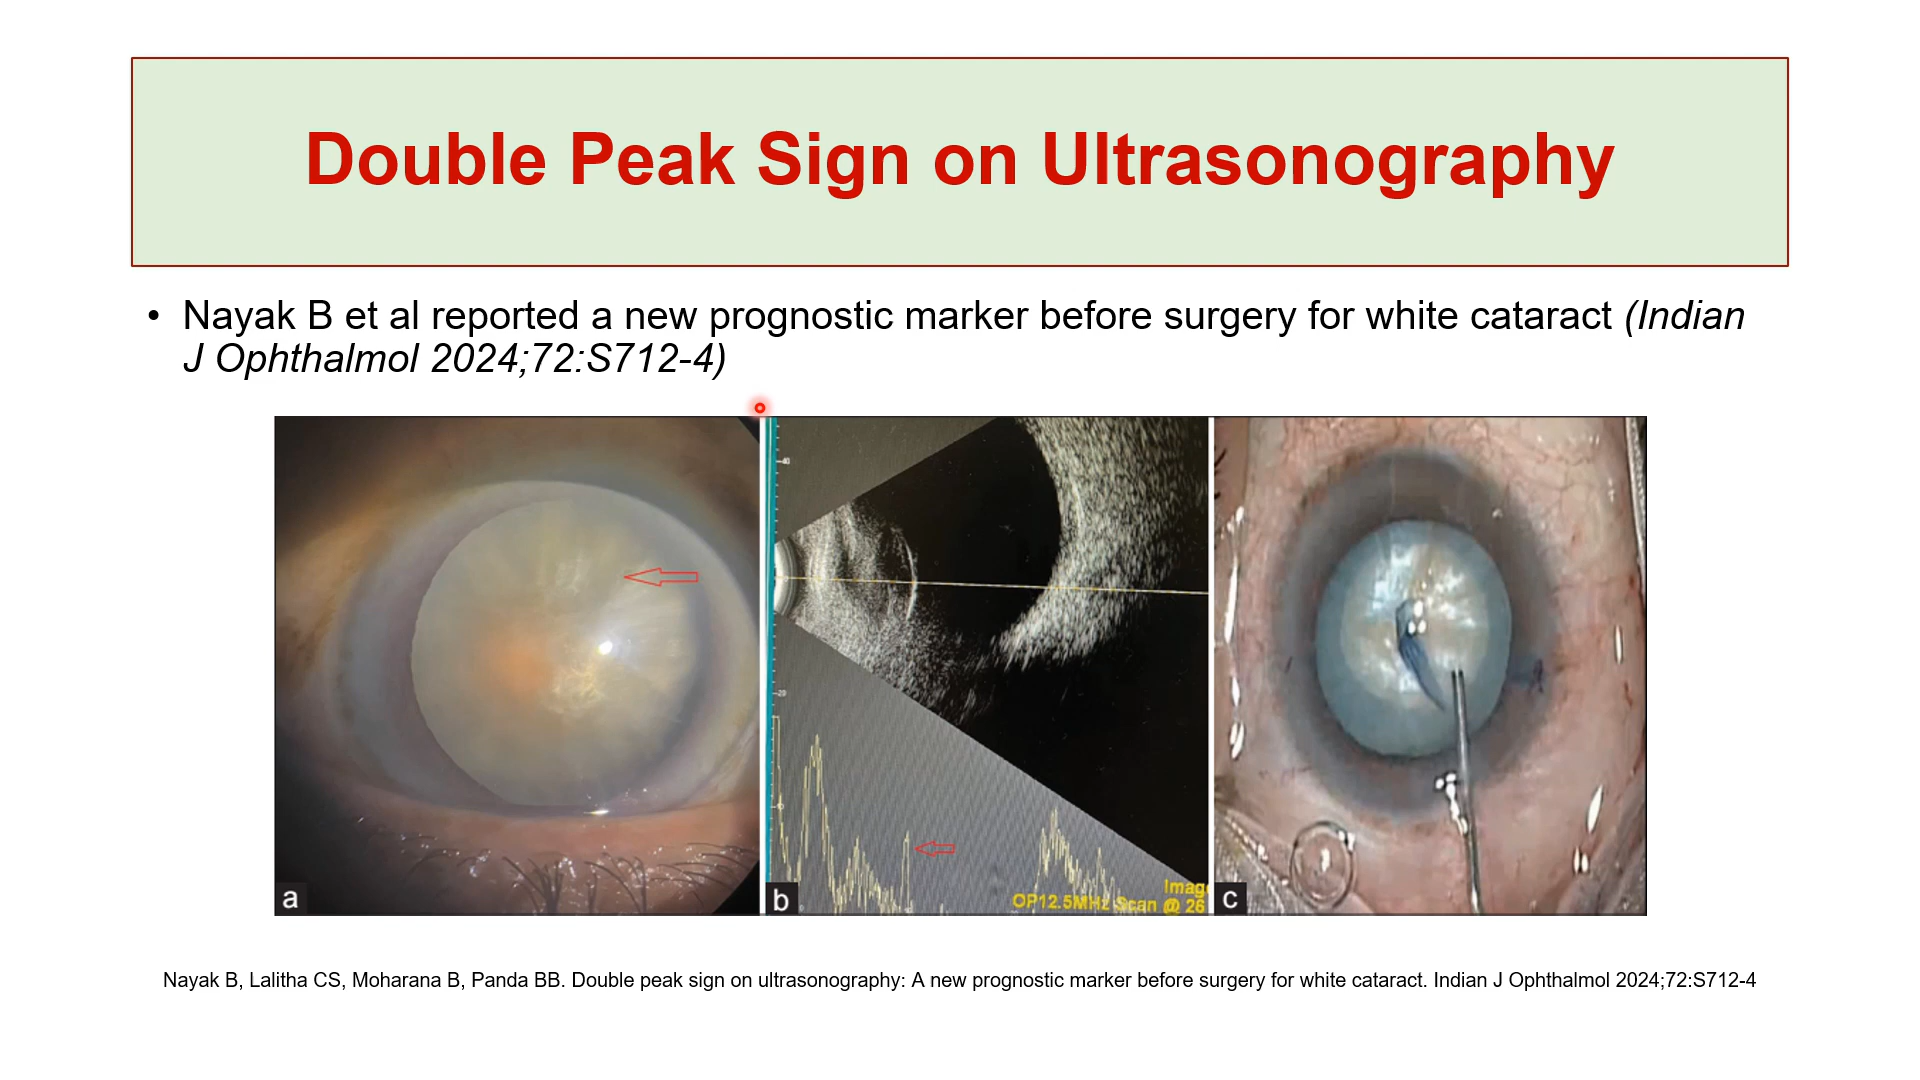 Double Peak Sign on Ultrasonography
• Nayak B et al reported a new prognostic marker before surgery for white cataract (Indian
J Ophthalmol 2024;72:S712-4)
a
b
OP12.5MHz Scan @ 26
Imag
c
Nayak B, Lalitha CS, Moharana B, Panda BB. Double peak sign on ultrasonography: A new prognostic marker before surgery for white cataract. Indian J Ophthalmol 2024;72:S712-4